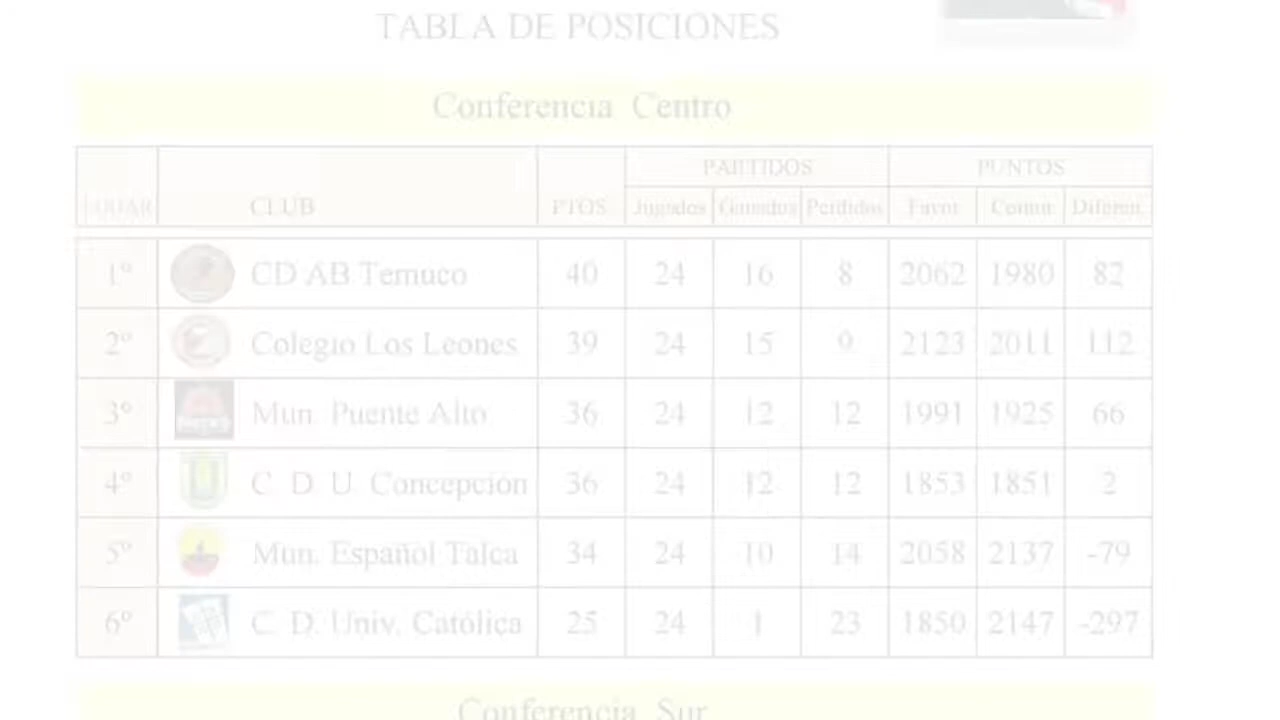 TABLA DE POSICIONES
Conferencia Centro
PARTIDOS PUNTOS
LUGAR CLUB PTOS Jugados Ganados Perdidos Favor Contra Diferen.
1º CD AB Temuco 40 24 16 8 2062 1980 82
2º Colegio Los Leones 39 24 15 9 2123 2011 112
3º Mun. Puente Alto 36 24 12 12 1991 1925 66
4º C. D. U. Concepción 36 24 12 12 1853 1851 2
5º Mun. Español Talca 34 24 10 14 2058 2137 -79
6º C. D. Univ. Católica 25 24 1 23 1850 2147 -297
Conferencia Sur